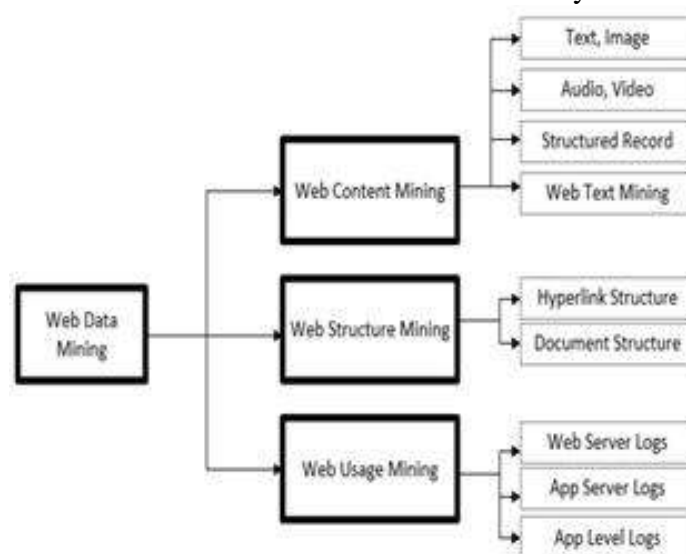 Text, Image
Audio, Video
Structured Record
Web Text Mining
Web Content Mining
Web Data
Mining
Web Structure Mining
Hyperlink Structure
Document Structure
Web Usage Mining
Web Server Logs
App Server Logs
App Level Logs